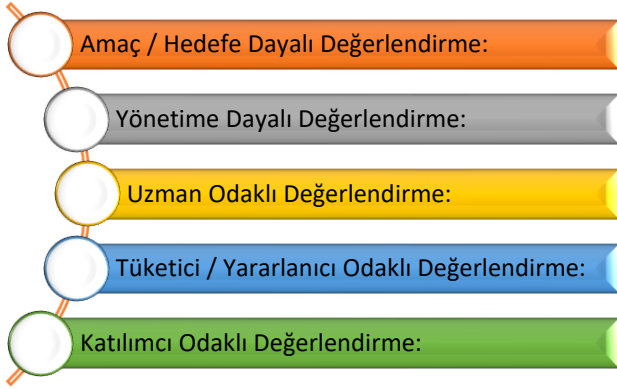 Amaç / Hedefe Dayalı Değerlendirme:
Yönetime Dayalı Değerlendirme:
Uzman Odaklı Değerlendirme:
Tüketici / Yararlanıcı Odaklı Değerlendirme:
Katılımcı Odaklı Değerlendirme: